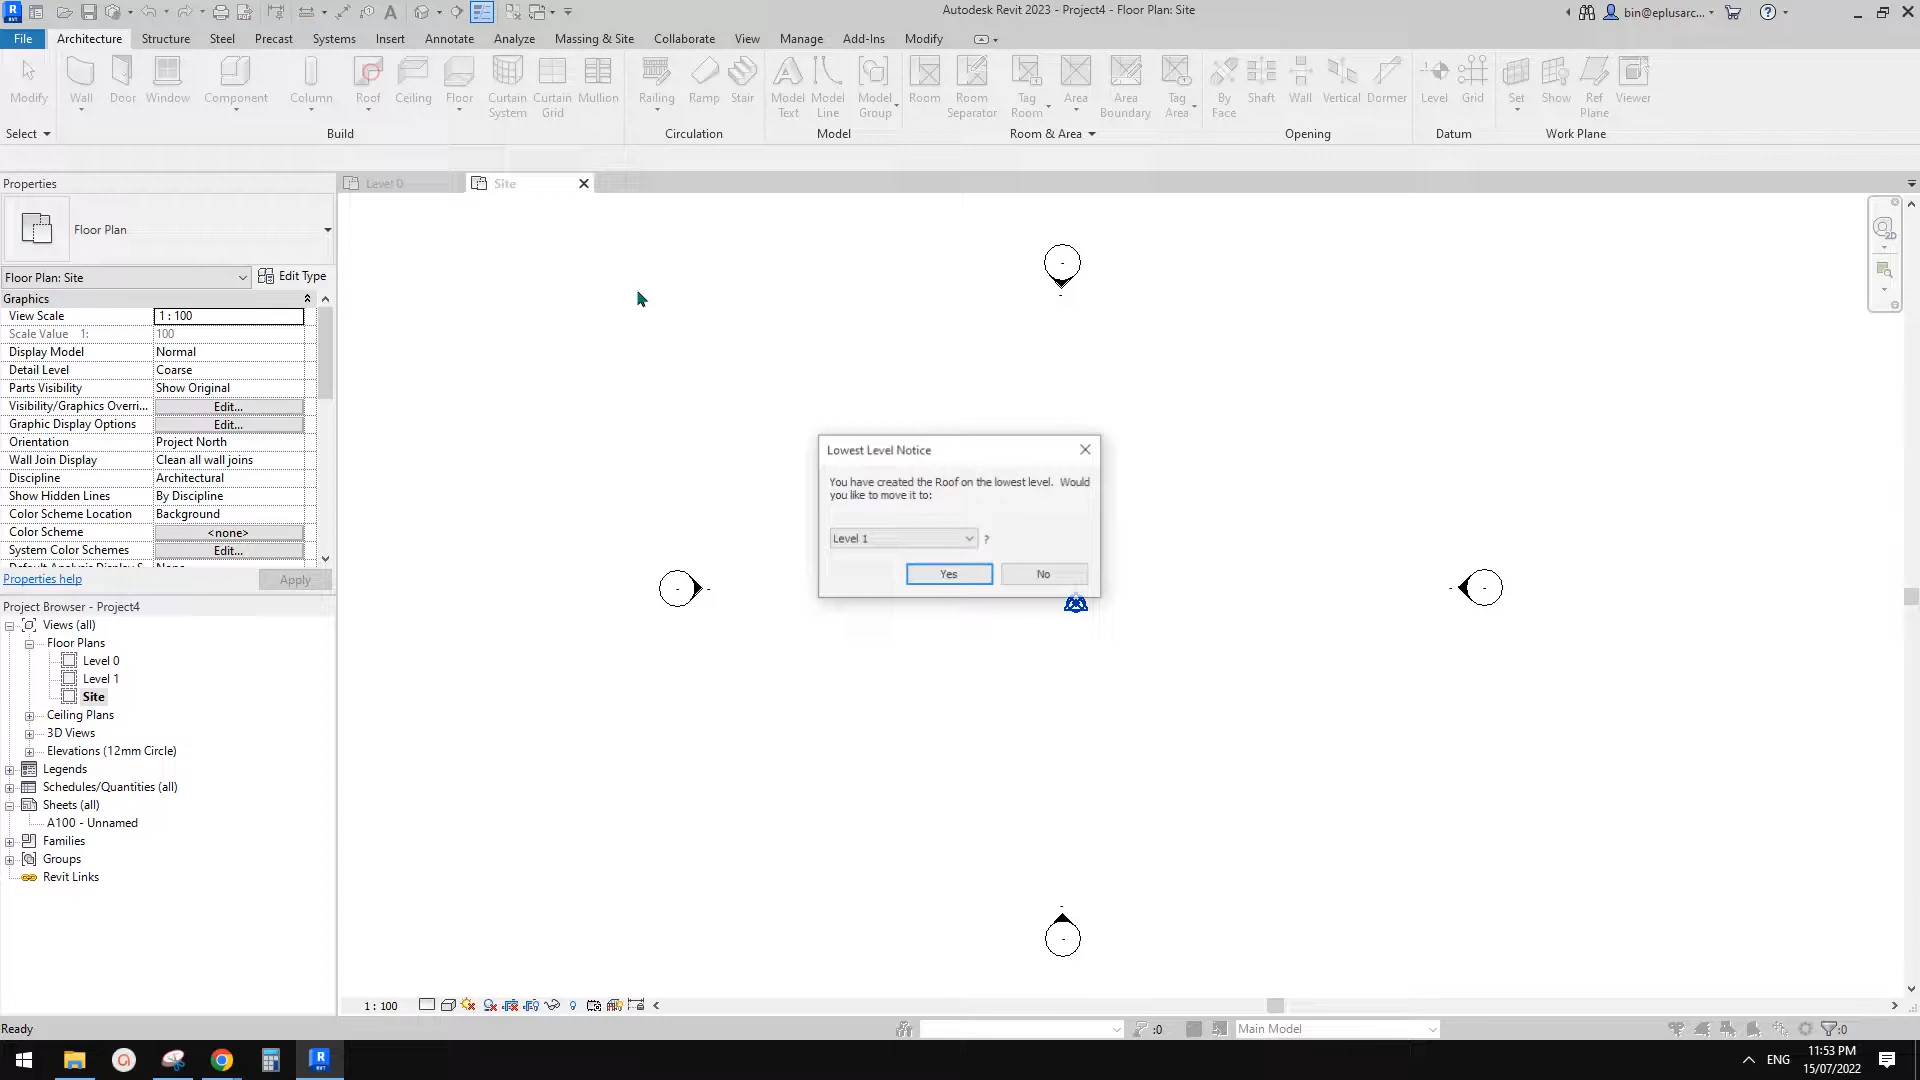 Autodesk Revit 2023 - Project4 - Floor Plan: Site
bin@eplusarc...
File Architecture Structure Steel Precast Systems Insert Annotate Analyze Massing & Site Collaborate View Manage Add-Ins Modify
Modify
Wall
Door
Window
Component
Column
Roof
Ceiling
Floor
Curtain
System
Curtain
Grid
Mullion
Railing
Ramp
Stair
Model
Text
Model
Line
Model
Group
Room
Room
Separator
Tag
Room
Area
Area
Boundary
Tag
Area
By
Face
Shaft
Wall
Vertical
Dormer
Level
Grid
Set
Show
Ref
Plane
Viewer
Select
Build
Circulation
Model
Room & Area
Opening
Datum
Work Plane
Properties
Level 0
Site
Floor Plan
Floor Plan: Site
Edit Type
Graphics
View Scale 1 : 100
Scale Value 1: 100
Display Model Normal
Detail Level Coarse
Parts Visibility Show Original
Visibility/Graphics Overri... Edit...
Graphic Display Options Edit...
Orientation Project North
Wall Join Display Clean all wall joins
Discipline Architectural
Show Hidden Lines By Discipline
Color Scheme Location Background
Color Scheme <none>
System Color Schemes Edit...
Properties help
Apply
Project Browser - Project4
Views (all)
Floor Plans
Level 0
Level 1
Site
Ceiling Plans
3D Views
Elevations (12mm Circle)
Legends
Schedules/Quantities (all)
Sheets (all)
A100 - Unnamed
Families
Groups
Revit Links
Lowest Level Notice
You have created the Roof on the lowest level. Would
you like to move it to:
Level 1 ?
Yes
No
2D
1 : 100
Ready
:0
Main Model
:0
ENG
11:53 PM
15/07/2022